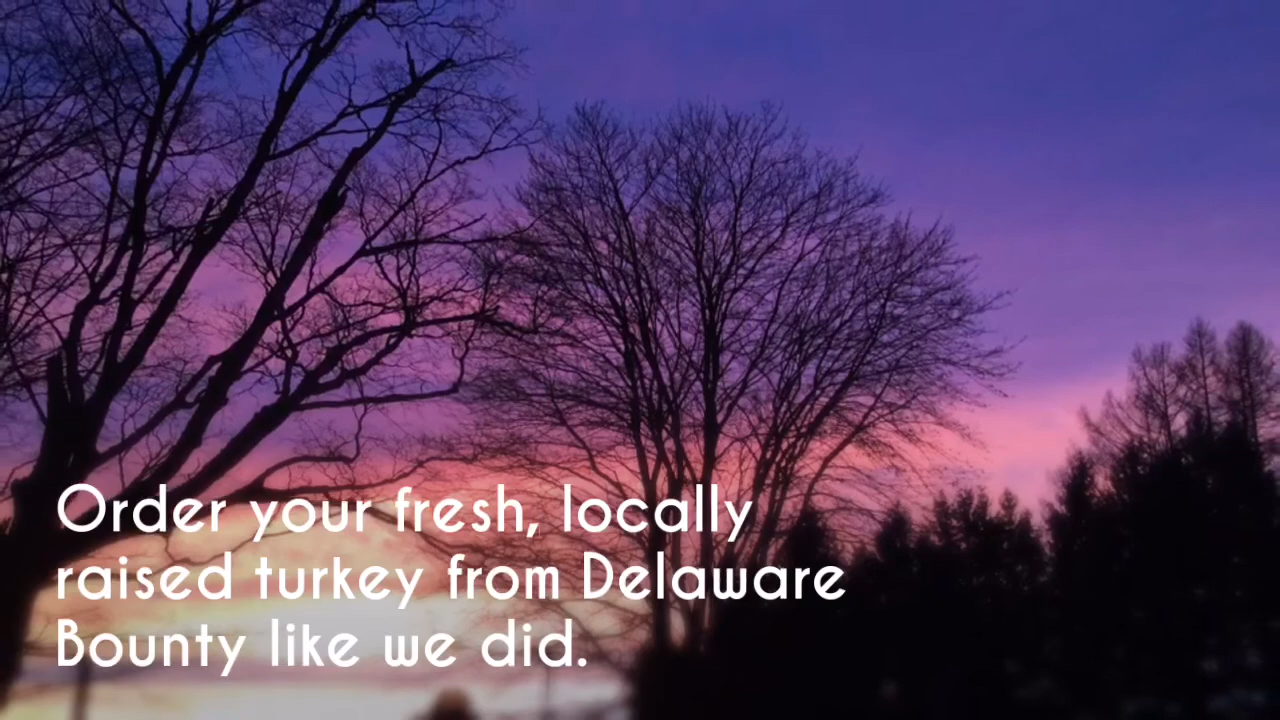 Order your fresh, locally
raised turkey from Delaware
Bounty like we did.